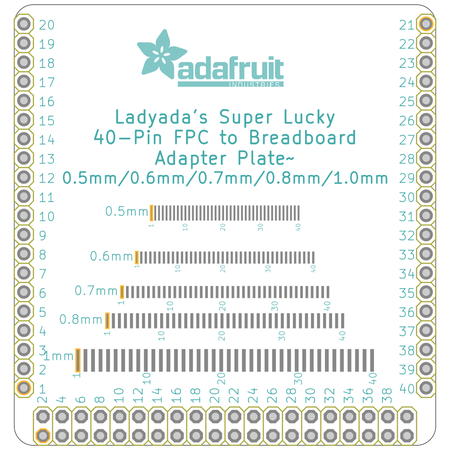 adafruit
INDUSTRIES
Ladyada's Super Lucky
40-Pin FPC to Breadboard
Adapter Plate~
0.5mm/0.6mm/0.7mm/0.8mm/1.0mm
20
19
18
17
16
15
14
13
12
11
10
9
8
7
6
5
4
3
2
1
21
22
23
24
25
26
27
28
29
30
31
32
33
34
35
36
37
38
39
40
0.5mm
1 10 20 30 40
0.6mm
1 10 20 30 40
0.7mm
1 10 20 30 40
0.8mm
1 10 20 30 40
1mm
1 10 20 30 40
2 4 6 8 10 12 14 16 18 20 22 24 26 28 30 32 34 36 38 40